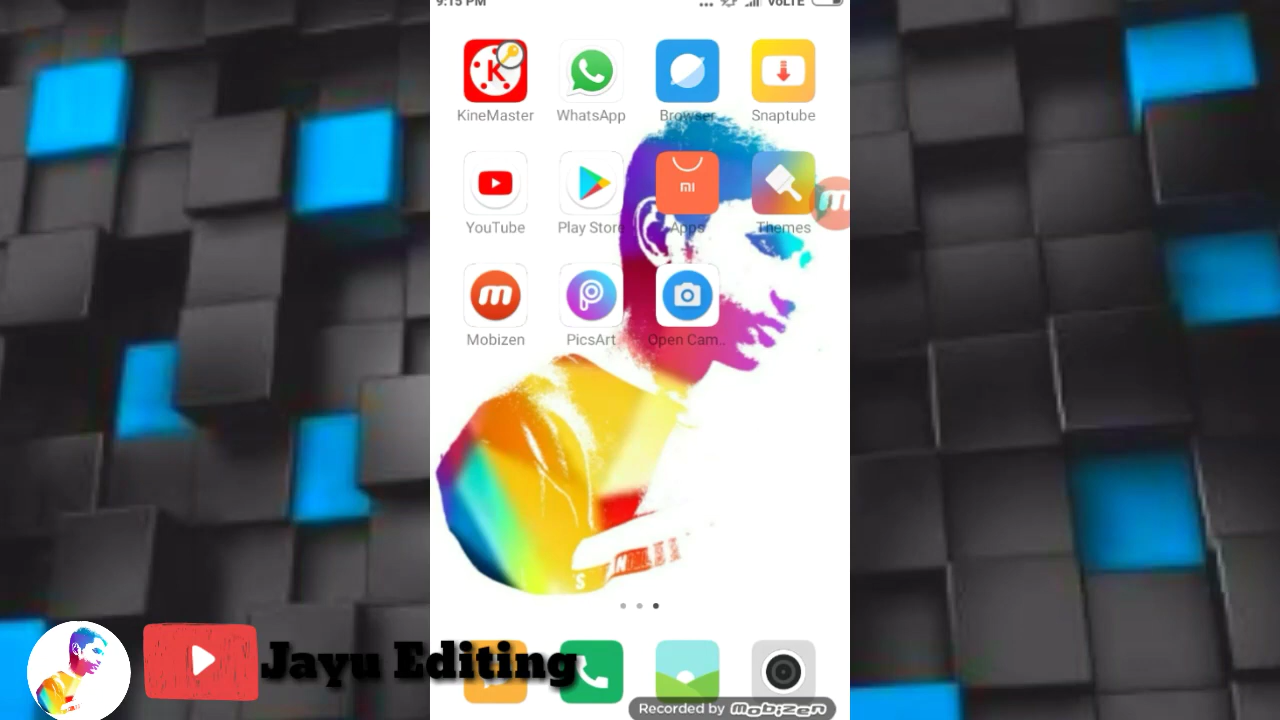 9:15 PM VoLTE
KineMaster WhatsApp Browser Snaptube
YouTube Play Store Apps Themes
Mobizen PicsArt Open Cam..
Jayu Editing
Recorded by mobizen